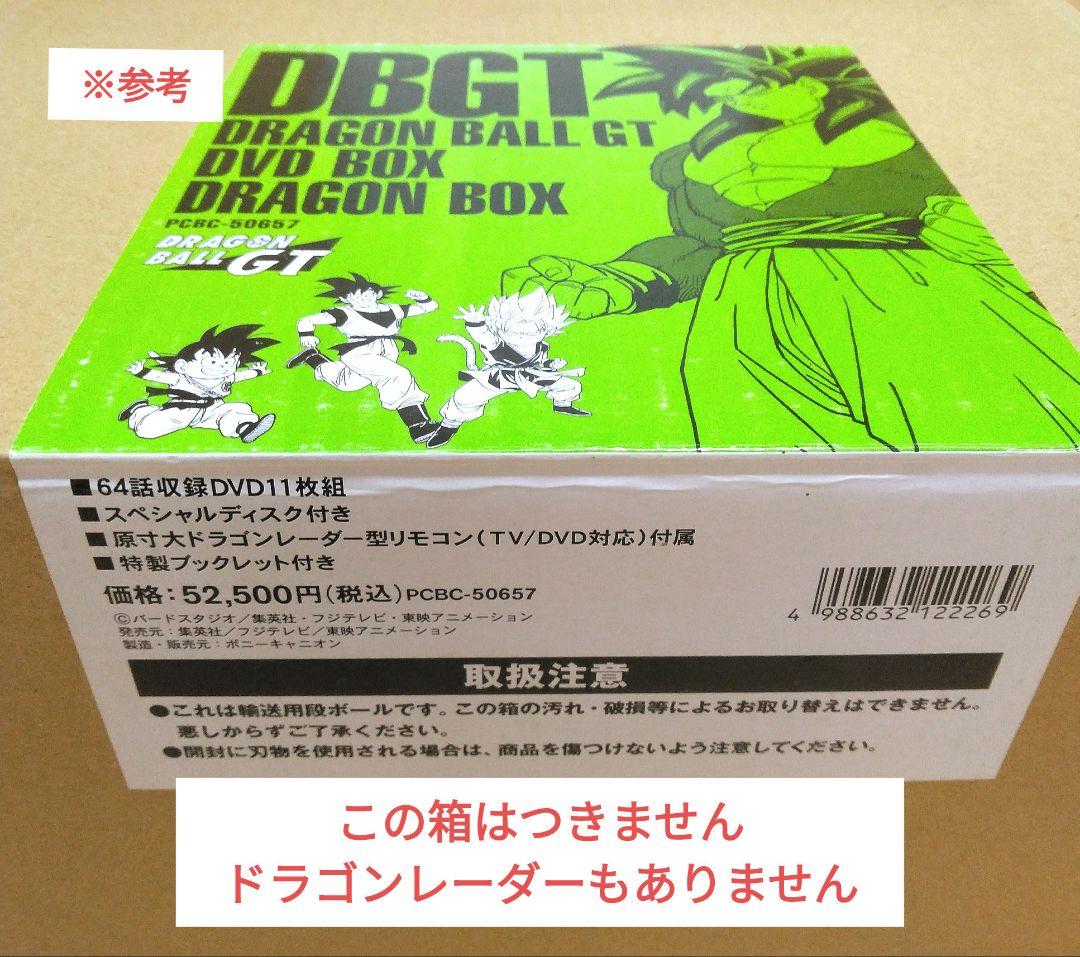 ※参考
DBGT
DRAGON BALL GT
DVD BOX
DRAGON BOX
PCBC-50657
DRAGON
BALL GT
■64話収録DVD11枚組
■スペシャルディスク付き
■原寸大ドラゴンレーダー型リモコン(TV/DVD対応)付属
■特製ブックレット付き
価格:52,500円(税込)PCBC-50657
©バードスタジオ/集英社・フジテレビ・東映アニメーション
発売元:集英社/フジテレビ/東映アニメーション
製造・販売元:ポニーキャニオン
4 988632 122269
取扱注意
●これは輸送用段ボールです。この箱の汚れ・破損等によるお取り替えはできません。
悪しからずご了承ください。
●開封に刃物を使用される場合は、商品を傷つけないよう注意してください。
この箱はつきません
ドラゴンレーダーもありません